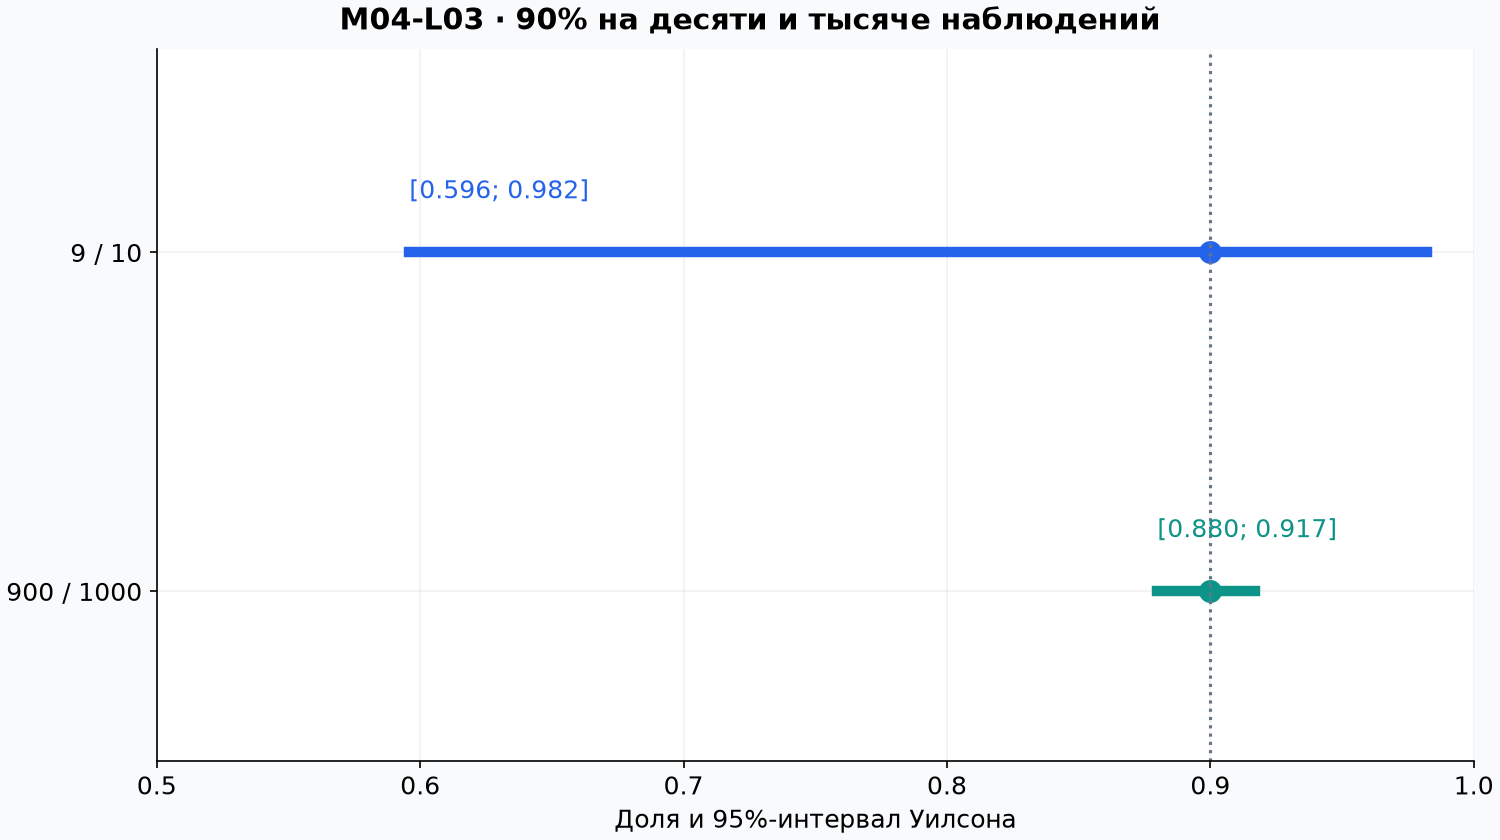 M04-L03 · 90% на десяти и тысяче наблюдений
[0.596; 0.982]
9 / 10
[0.880; 0.917]
900 / 1000
0.5 0.6 0.7 0.8 0.9 1.0
Доля и 95%-интервал Уилсона